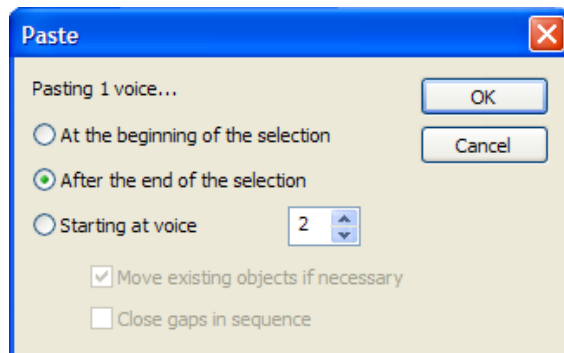 Paste
Pasting 1 voice...
OK
At the beginning of the selection
Cancel
After the end of the selection
Starting at voice 2
Move existing objects if necessary
Close gaps in sequence